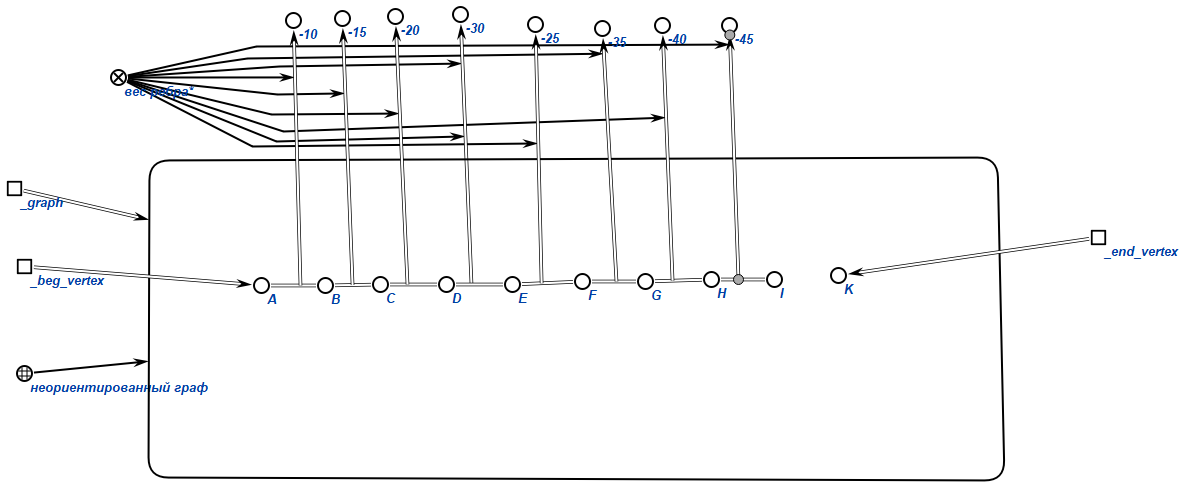 -10
-15
-20
-30
-25
-35
-40
-45
вес ребра*
_graph
_beg_vertex
_end_vertex
A
B
C
D
E
F
G
H
I
K
неориентированный граф